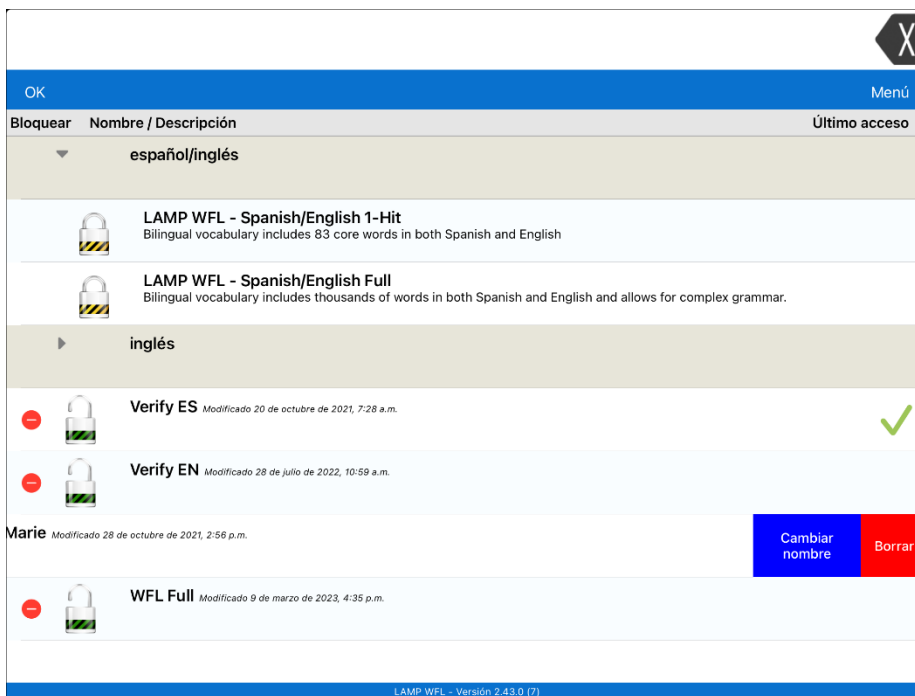 X
OK Menú
Bloquear Nombre / Descripción Último acceso
español/inglés
LAMP WFL - Spanish/English 1-Hit
Bilingual vocabulary includes 83 core words in both Spanish and English
LAMP WFL - Spanish/English Full
Bilingual vocabulary includes thousands of words in both Spanish and English and allows for complex grammar.
inglés
Verify ES Modificado 20 de octubre de 2021, 7:28 a.m.
Verify EN Modificado 28 de julio de 2022, 10:59 a.m.
Marie Modificado 28 de octubre de 2021, 2:56 p.m.
Cambiar
nombre
Borrar
WFL Full Modificado 9 de marzo de 2023, 4:35 p.m.
LAMP WFL - Versión 2.43.0 (7)